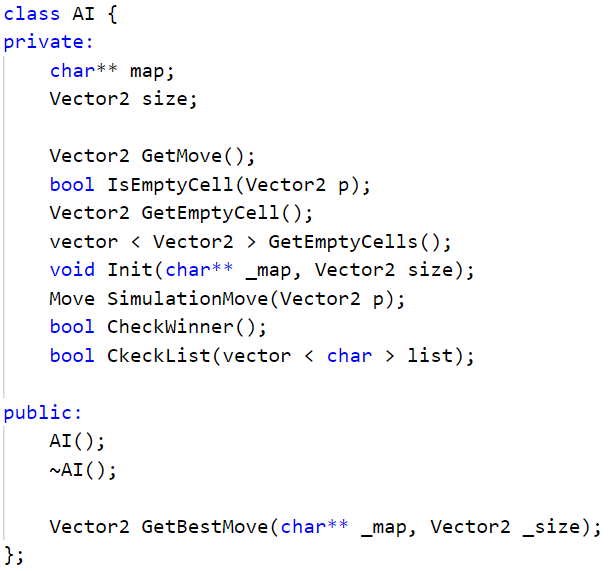 class AI {
private:
char** map;
Vector2 size;
Vector2 GetMove();
bool IsEmptyCell(Vector2 p);
Vector2 GetEmptyCell();
vector < Vector2 > GetEmptyCells();
void Init(char** _map, Vector2 size);
Move SimulationMove(Vector2 p);
bool CheckWinner();
bool CkeckList(vector < char > list);
public:
AI();
~AI();
Vector2 GetBestMove(char** _map, Vector2 _size);
};